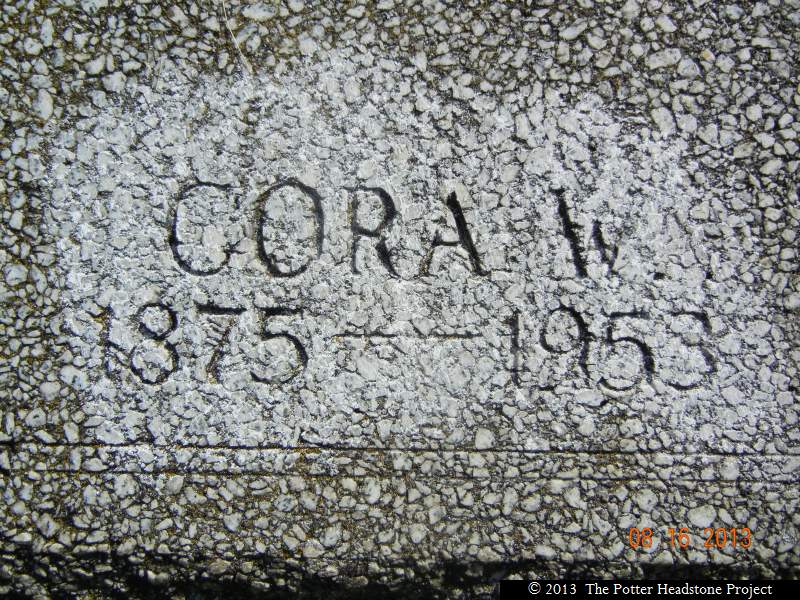 CORA W.
1875 — 1953
08 16 2013
© 2013 The Potter Headstone Project